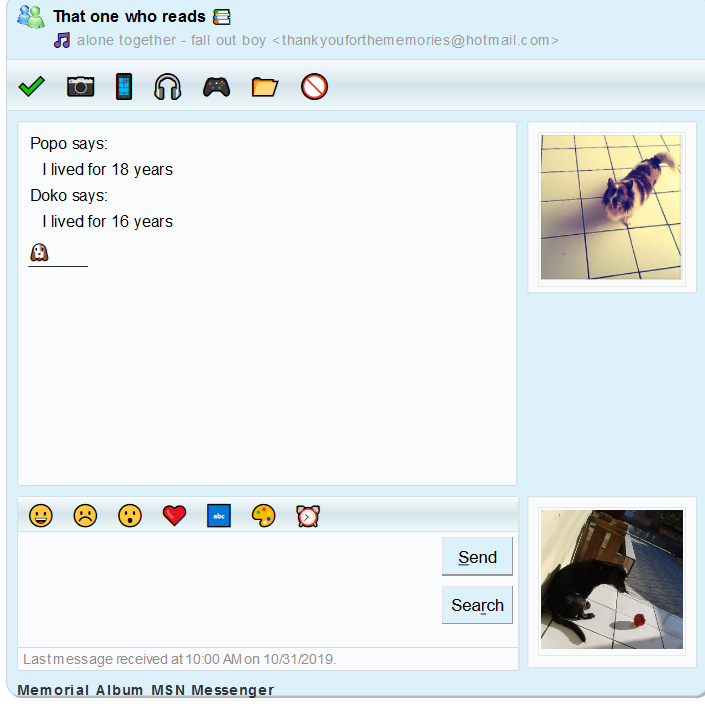 That one who reads
alone together - fall out boy <thankyouforthememories@hotmail.com>
Popo says:
I lived for 18 years
Doko says:
I lived for 16 years
abc
Send
Search
Last message received at 10:00 AM on 10/31/2019.
Memorial Album MSN Messenger